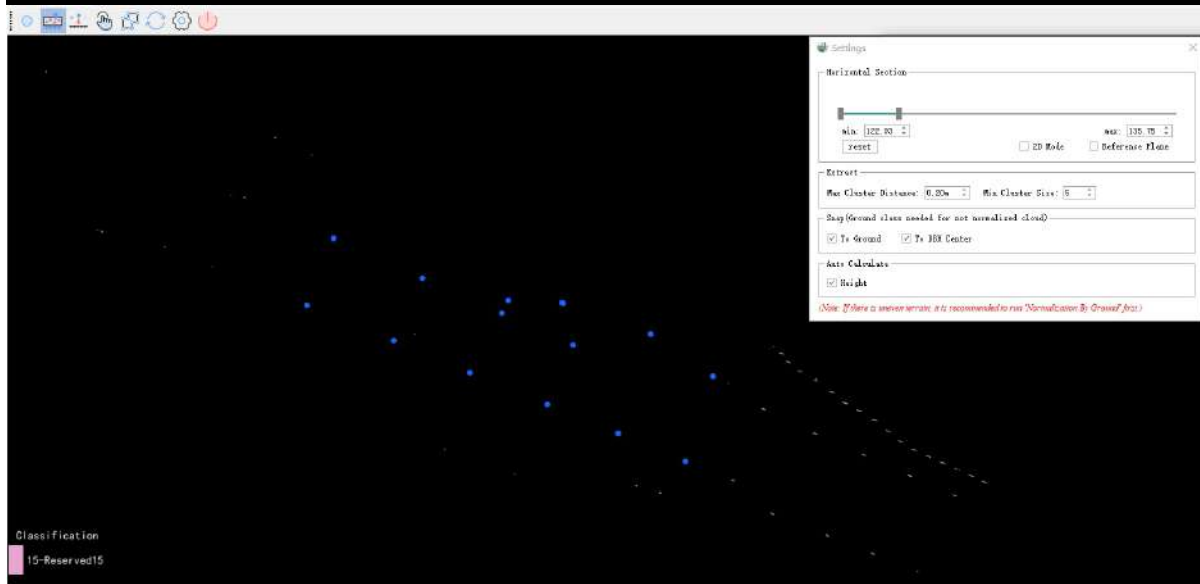 Settings
Horizontal Section
min: 122.93
max: 135.75
reset
2D Mode
Reference Plane
Extract
Max Cluster Distance: 0.20m Min Cluster Size: 5
Snap(Ground class needed for not normalized cloud)
To Ground
To DBH Center
Auto Calculate
Height
(Note: If there is uneven terrain, it is recommended to run 'Normalization By Ground' first.)
Classification
15-Reserved15